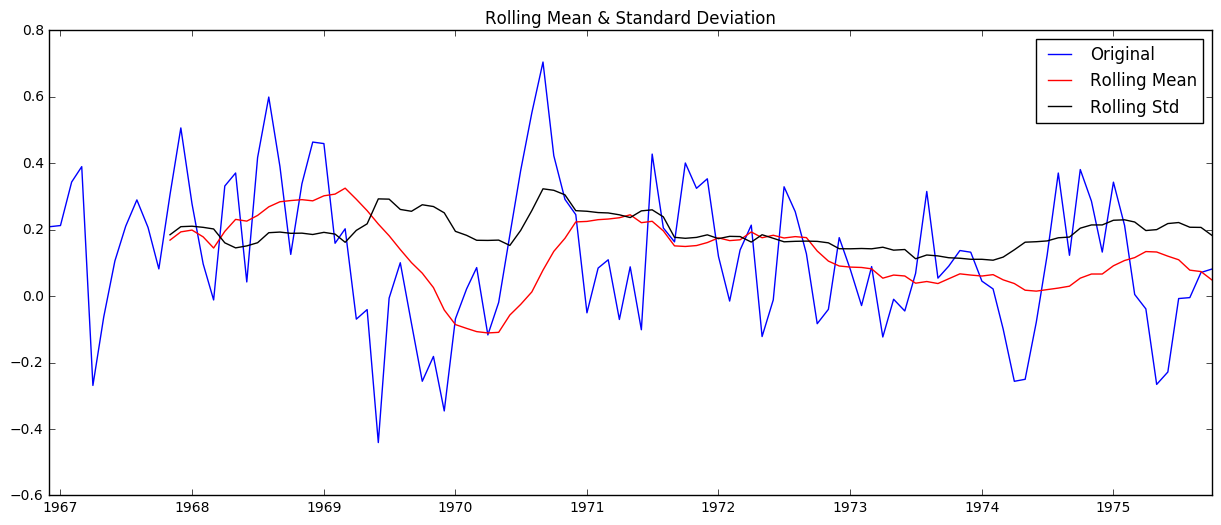 Rolling Mean & Standard Deviation
0.8
0.6
0.4
0.2
0.0
−0.2
−0.4
−0.6
Original
Rolling Mean
Rolling Std
1967 1968 1969 1970 1971 1972 1973 1974 1975